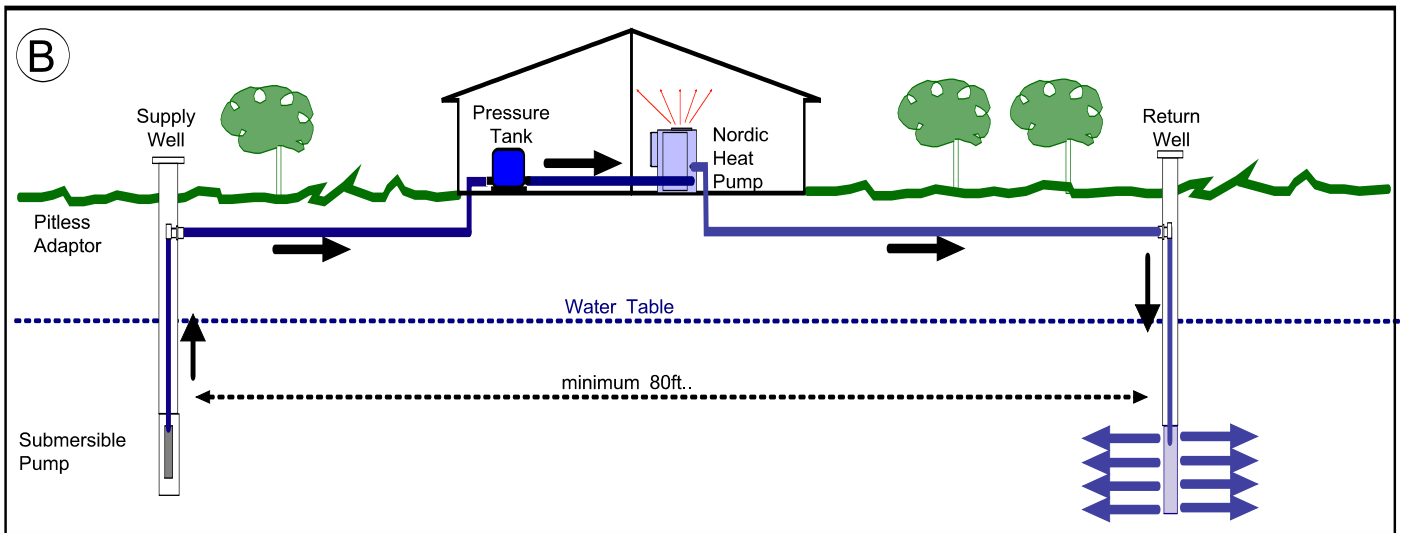 B
Supply
Well
Pressure
Tank
Nordic
Heat
Pump
Return
Well
Pitless
Adaptor
Water Table
minimum 80ft..
Submersible
Pump